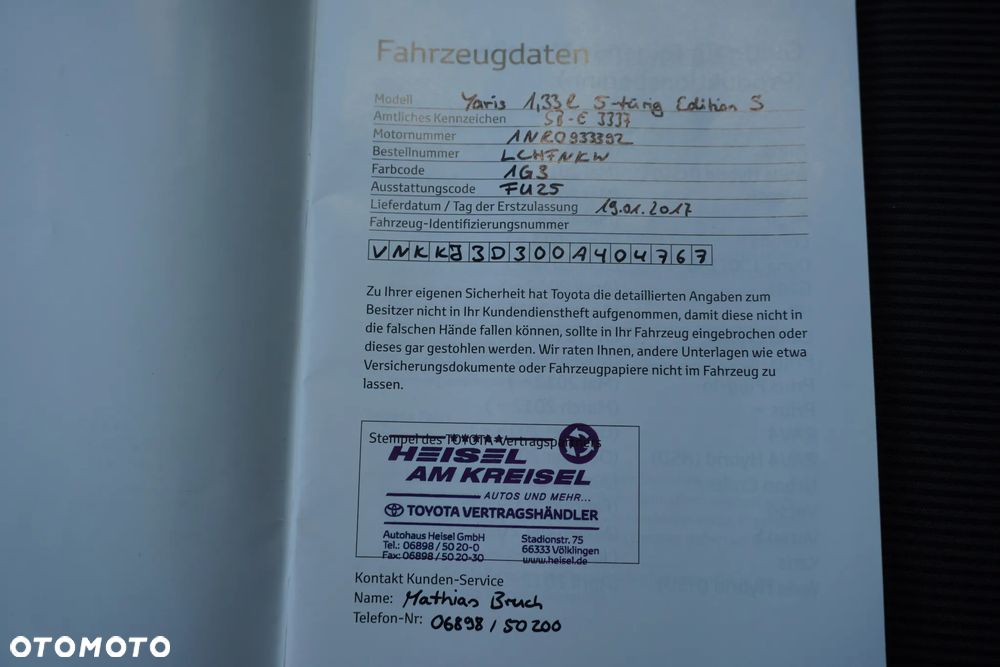 Fahrzeugdaten
Modell Yaris 1,33l 5-türig Edition S
Amtliches Kennzeichen SB-E 3337
Motornummer 1NR0933392
Bestellnummer LCHFNKW
Farbcode 1G3
Ausstattungscode FU25
Lieferdatum / Tag der Erstzulassung 19.01.2017
Fahrzeug-Identifizierungsnummer
VNKKJ3D300A404767
Zu Ihrer eigenen Sicherheit hat Toyota die detaillierten Angaben zum
Besitzer nicht in Ihr Kundendienstheft aufgenommen, damit diese nicht in
die falschen Hände fallen können, sollte in Ihr Fahrzeug eingebrochen oder
dieses gar gestohlen werden. Wir raten Ihnen, andere Unterlagen wie etwa
Versicherungsdokumente oder Fahrzeugpapiere nicht im Fahrzeug zu
lassen.
Stempel des TOYOTA-Vertragspartners
HEISEL
AM KREISEL
AUTOS UND MEHR...
TOYOTA VERTRAGSHÄNDLER
Autohaus Heisel GmbH Stadionstr. 75
Tel.: 06898/50 20-0 66333 Völklingen
Fax: 06898/50 20-30 www.heisel.de
Kontakt Kunden-Service
Name: Mathias Bruch
Telefon-Nr: 06898/50200
OTOMOTO